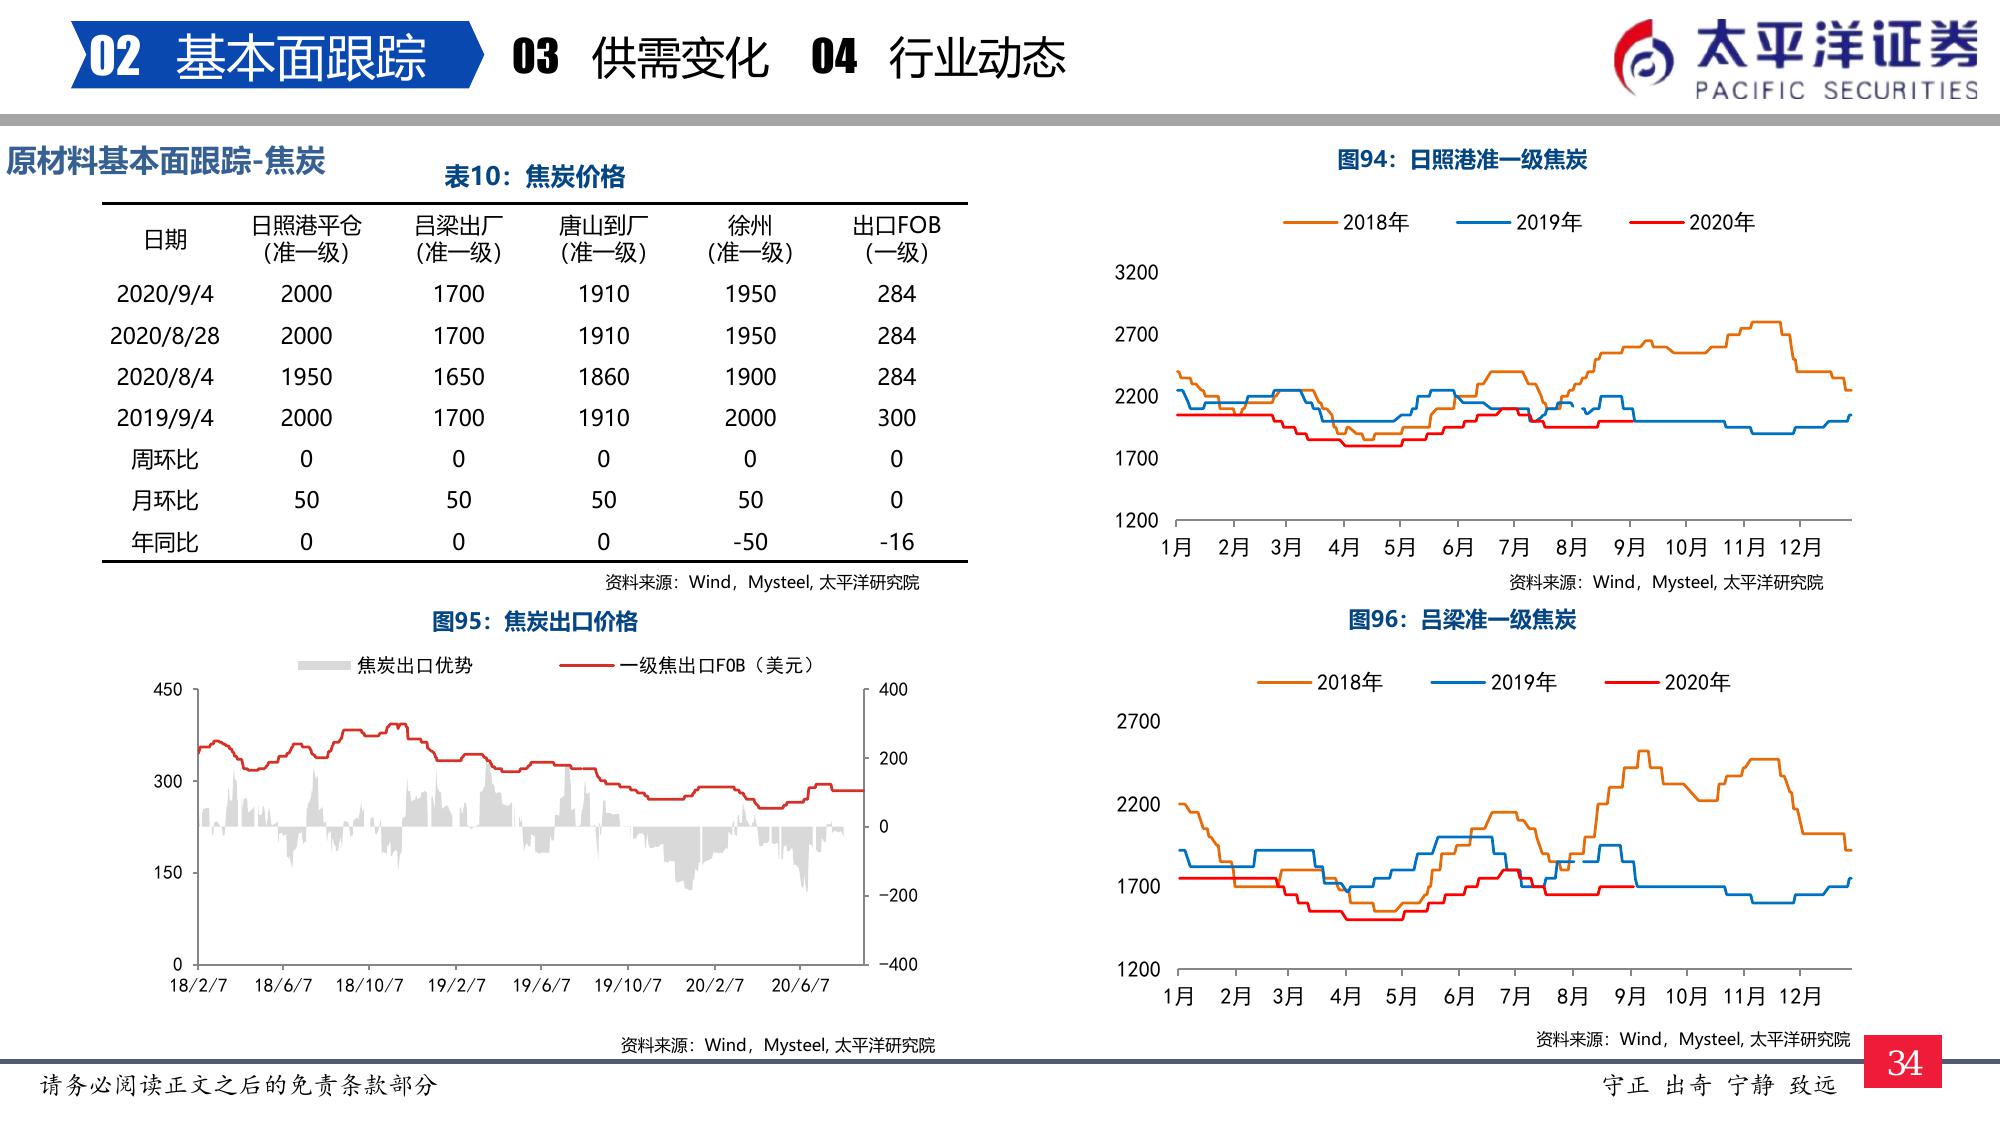 02 基本面跟踪 03 供需变化 04 行业动态
太平洋证券
PACIFIC SECURITIES
原材料基本面跟踪-焦炭
表10：焦炭价格
日期 日照港平仓（准一级） 吕梁出厂（准一级） 唐山到厂（准一级） 徐州（准一级） 出口FOB（一级）
2020/9/4 2000 1700 1910 1950 284
2020/8/28 2000 1700 1910 1950 284
2020/8/4 1950 1650 1860 1900 284
2019/9/4 2000 1700 1910 2000 300
周环比 0 0 0 0 0
月环比 50 50 50 50 0
年同比 0 0 0 -50 -16
资料来源：Wind，Mysteel, 太平洋研究院
图94：日照港准一级焦炭
2018年 2019年 2020年
3200
2700
2200
1700
1200
1月 2月 3月 4月 5月 6月 7月 8月 9月 10月 11月 12月
资料来源：Wind，Mysteel, 太平洋研究院
图95：焦炭出口价格
焦炭出口优势 一级焦出口FOB（美元）
450 400
300 200
150 0
0 −200
−400
18/2/7 18/6/7 18/10/7 19/2/7 19/6/7 19/10/7 20/2/7 20/6/7
资料来源：Wind，Mysteel, 太平洋研究院
图96：吕梁准一级焦炭
2018年 2019年 2020年
2700
2200
1700
1200
1月 2月 3月 4月 5月 6月 7月 8月 9月 10月 11月 12月
资料来源：Wind，Mysteel, 太平洋研究院
请务必阅读正文之后的免责条款部分
守正 出奇 宁静 致远
34